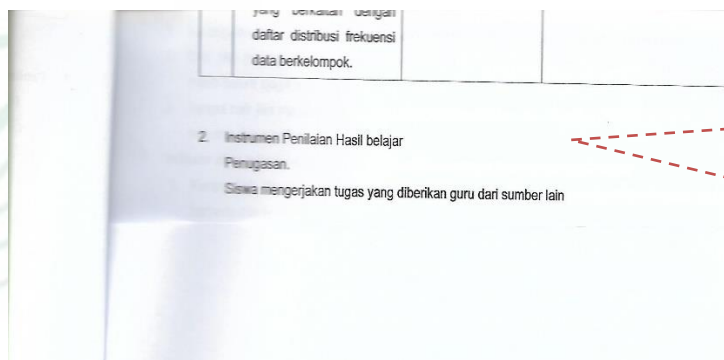 yang berkaitan dengan
daftar distribusi frekuensi
data berkelompok.
2. Instrumen Penilaian Hasil belajar
Penugasan.
Siswa mengerjakan tugas yang diberikan guru dari sumber lain